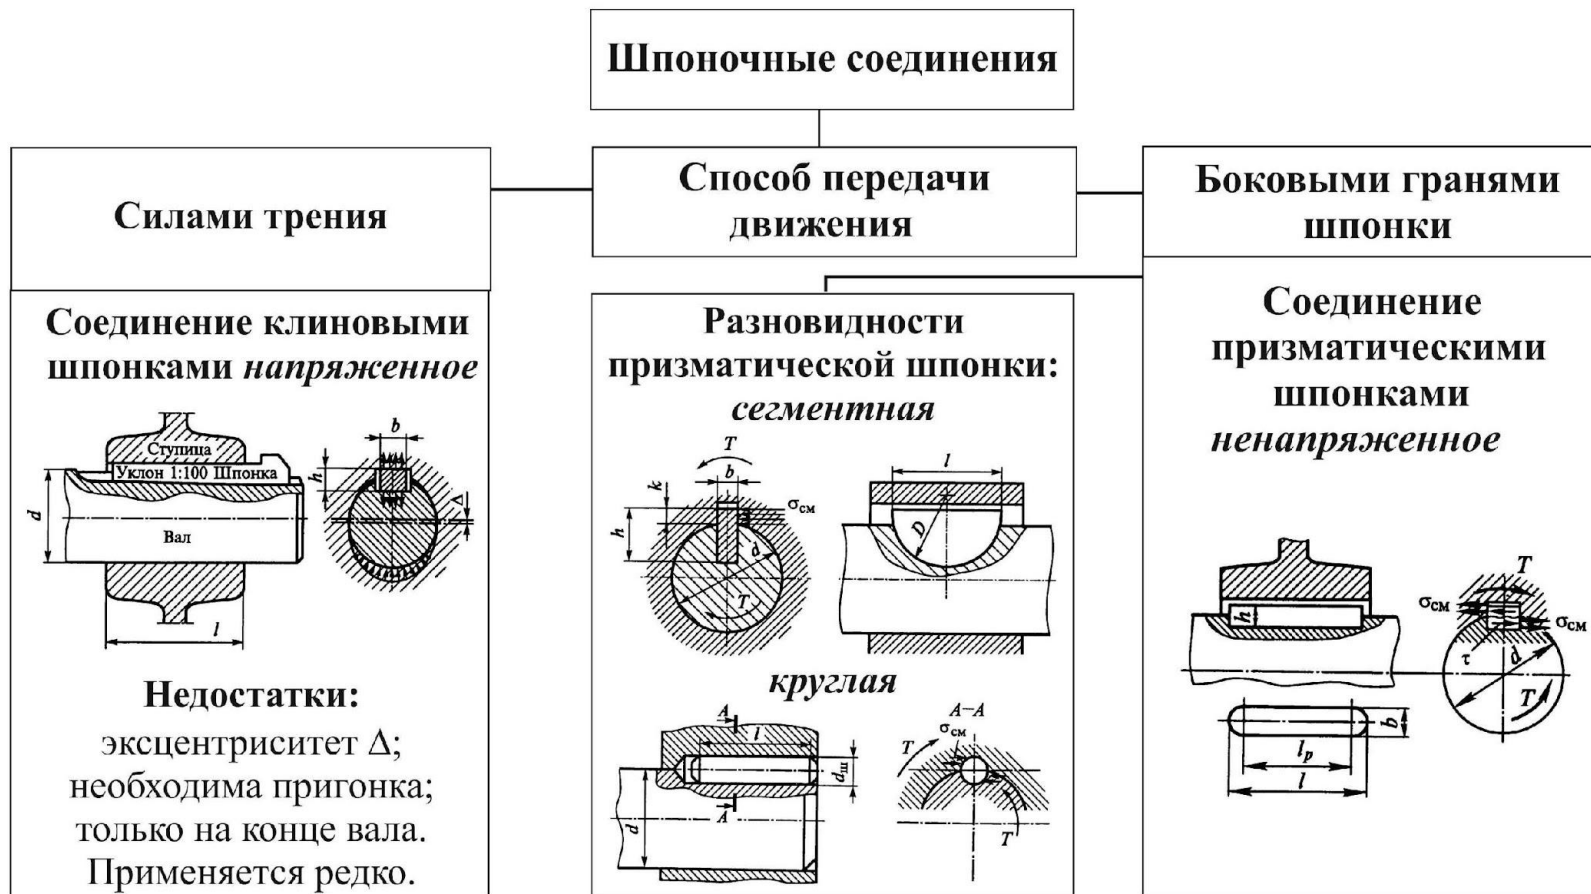 Шпоночные соединения
Силами трения
Способ передачи
движения
Боковыми гранями
шпонки
Соединение клиновыми
шпонками напряженное
Ступица
Уклон 1:100 Шпонка
Вал
d
l
b
h
Δ
Недостатки:
эксцентриситет Δ;
необходима пригонка;
только на конце вала.
Применяется редко.
Разновидности
призматической шпонки:
сегментная
T
b
k
h
σсм
d
T
l
D
круглая
A
l
dш
d
A
A–A
σсм
T
T
Соединение
призматическими
шпонками
ненапряженное
h
T
σсм
σсм
τ
d
T
b
lp
l